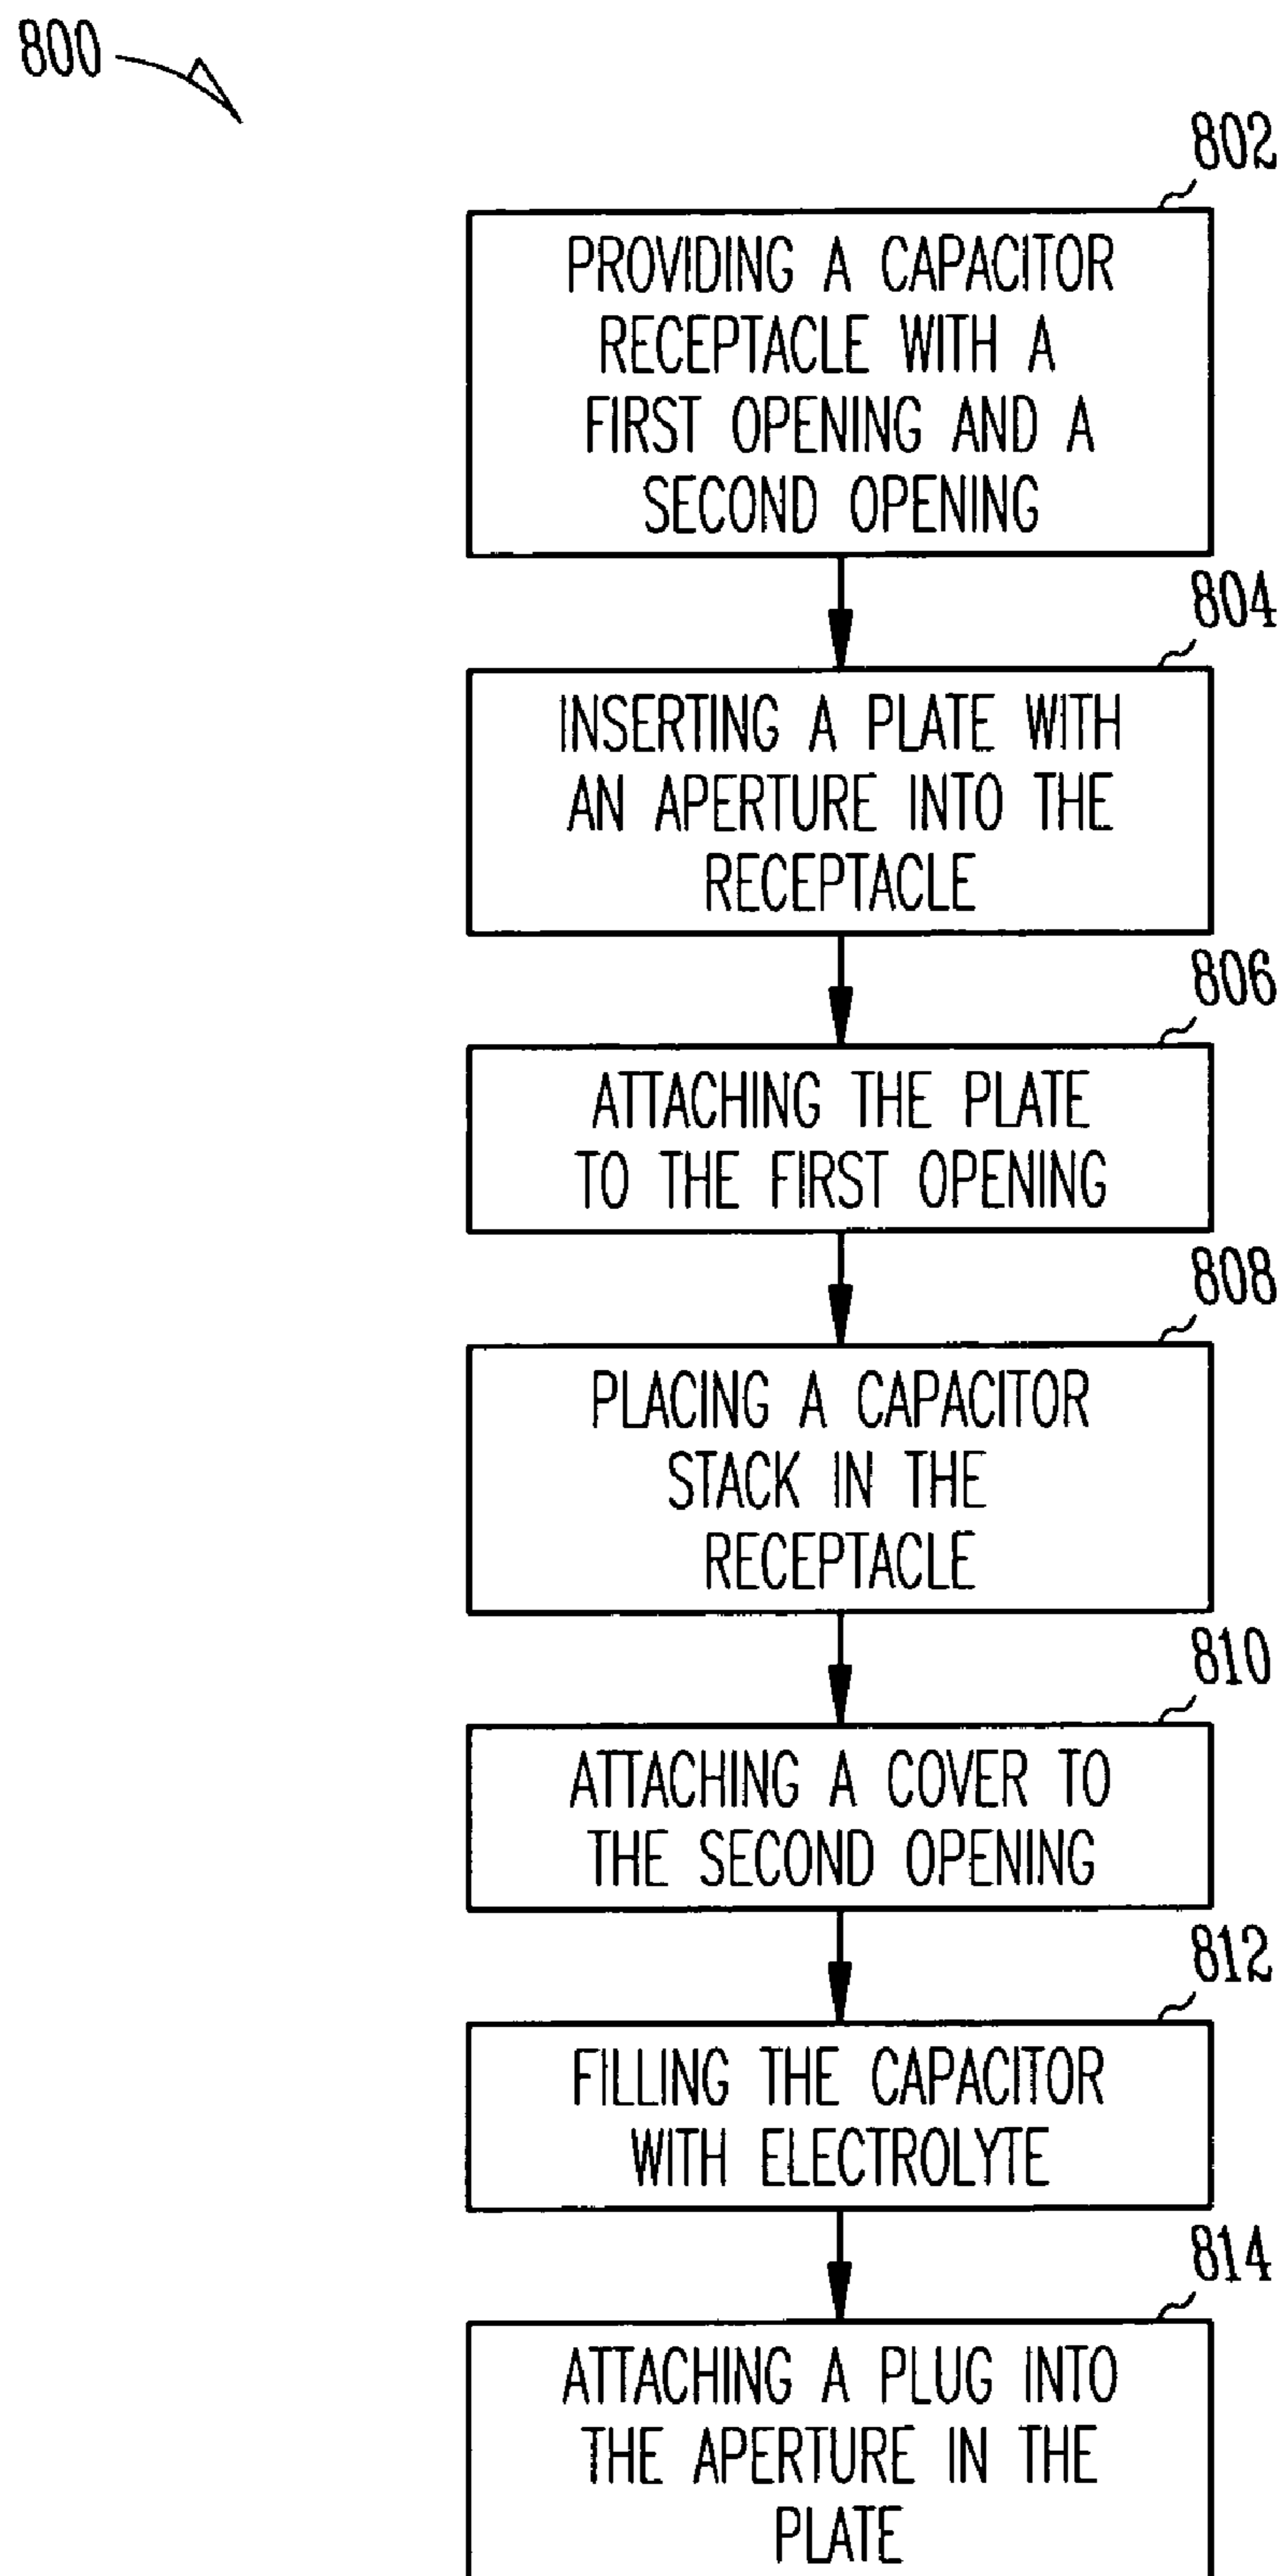 800
802
PROVIDING A CAPACITOR
RECEPTACLE WITH A
FIRST OPENING AND A
SECOND OPENING
804
INSERTING A PLATE WITH
AN APERTURE INTO THE
RECEPTACLE
806
ATTACHING THE PLATE
TO THE FIRST OPENING
808
PLACING A CAPACITOR
STACK IN THE
RECEPTACLE
810
ATTACHING A COVER TO
THE SECOND OPENING
812
FILLING THE CAPACITOR
WITH ELECTROLYTE
814
ATTACHING A PLUG INTO
THE APERTURE IN THE
PLATE